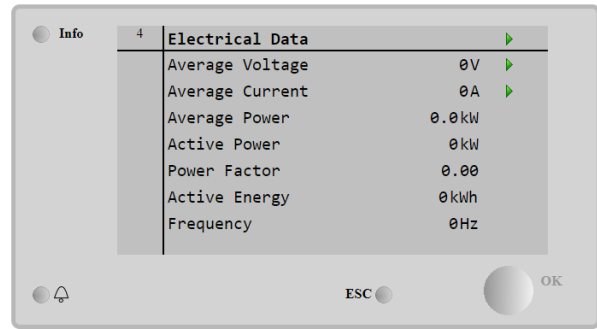 Info
4 Electrical Data
Average Voltage 0V
Average Current 0A
Average Power 0.0kW
Active Power 0kW
Power Factor 0.00
Active Energy 0kWh
Frequency 0Hz
ESC
OK